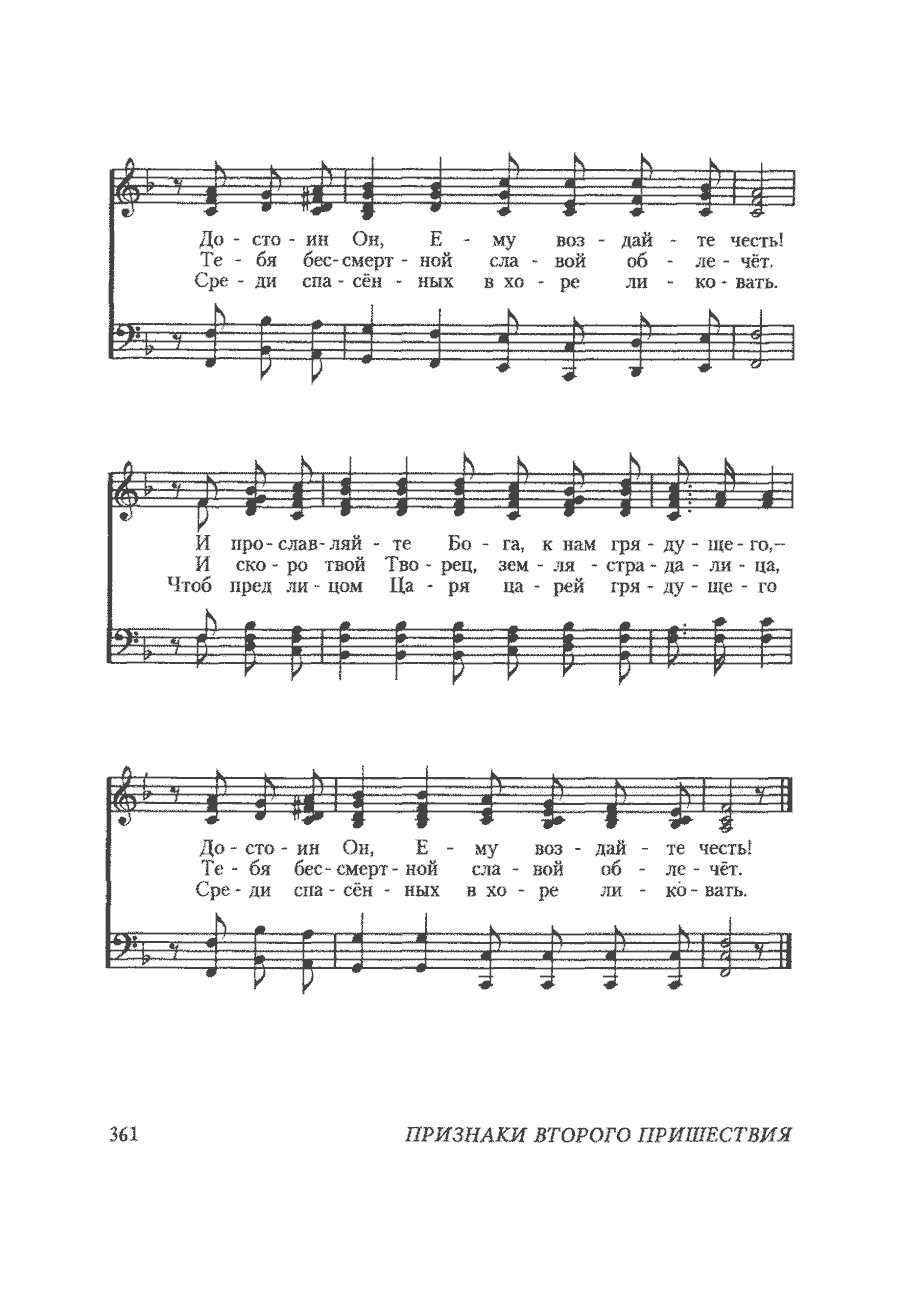 До - сто - ин Он, Е - му воз - дай - те честь!
Те - бя бес- смерт - ной сла - вой об - ле - чёт.
Сре - ди спа - сён - ных в хо - ре ли - ко - вать.
И про - слав- ляй - те Бо - га, к нам гря - ду - ще - го,–
И ско - ро твой Тво - рец, зем - ля - стра - да - ли - ца,
Чтоб пред ли - цом Ца - ря ца - рей гря - ду - ще - го
До - сто - ин Он, Е - му воз - дай - те честь!
Те - бя бес- смерт - ной сла - вой об - ле - чёт.
Сре - ди спа - сён - ных в хо - ре ли - ко - вать.
361 ПРИЗНАКИ ВТОРОГО ПРИШЕСТВИЯ